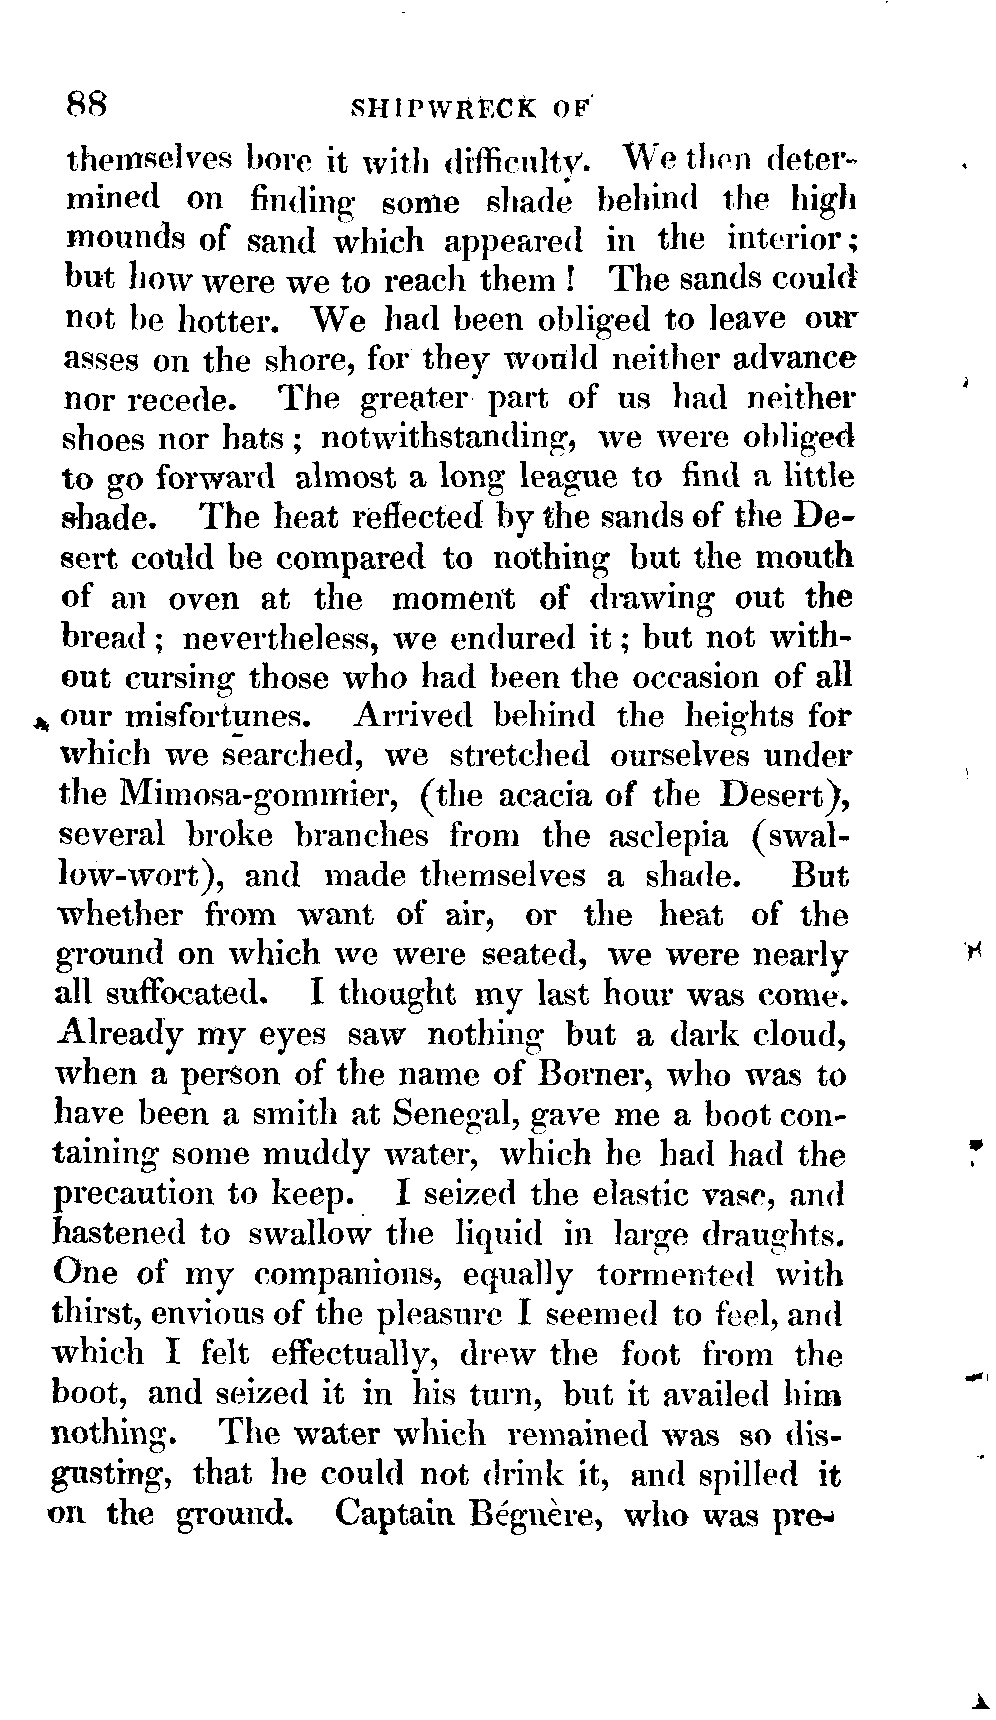 88 SHIPWRECK OF
themselves bore it with difficulty. We then deter-
mined on finding some shade behind the high
mounds of sand which appeared in the interior;
but how were we to reach them! The sands could
not be hotter. We had been obliged to leave our
asses on the shore, for they would neither advance
nor recede. The greater part of us had neither
shoes nor hats; notwithstanding, we were obliged
to go forward almost a long league to find a little
shade. The heat reflected by the sands of the De-
sert could be compared to nothing but the mouth
of an oven at the moment of drawing out the
bread; nevertheless, we endured it; but not with-
out cursing those who had been the occasion of all
our misfortunes. Arrived behind the heights for
which we searched, we stretched ourselves under
the Mimosa-gommier, (the acacia of the Desert),
several broke branches from the asclepia (swal-
low-wort), and made themselves a shade. But
whether from want of air, or the heat of the
ground on which we were seated, we were nearly
all suffocated. I thought my last hour was come.
Already my eyes saw nothing but a dark cloud,
when a person of the name of Borner, who was to
have been a smith at Senegal, gave me a boot con-
taining some muddy water, which he had had the
precaution to keep. I seized the elastic vase, and
hastened to swallow the liquid in large draughts.
One of my companions, equally tormented with
thirst, envious of the pleasure I seemed to feel, and
which I felt effectually, drew the foot from the
boot, and seized it in his turn, but it availed him
nothing. The water which remained was so dis-
gusting, that he could not drink it, and spilled it
on the ground. Captain Bégnère, who was pre-